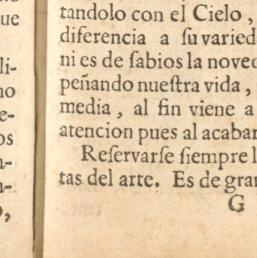 no
ue
li-
no
e-
os
n-
n-
o,
tandolo con el Cielo,
diferencia a ſu varied
ni es de ſabios la noved
peñando nueſtra vida,
media, al fin viene a
atencion pues al acabar
Reſervarſe ſiempre l
tas del arte. Es de gran
G